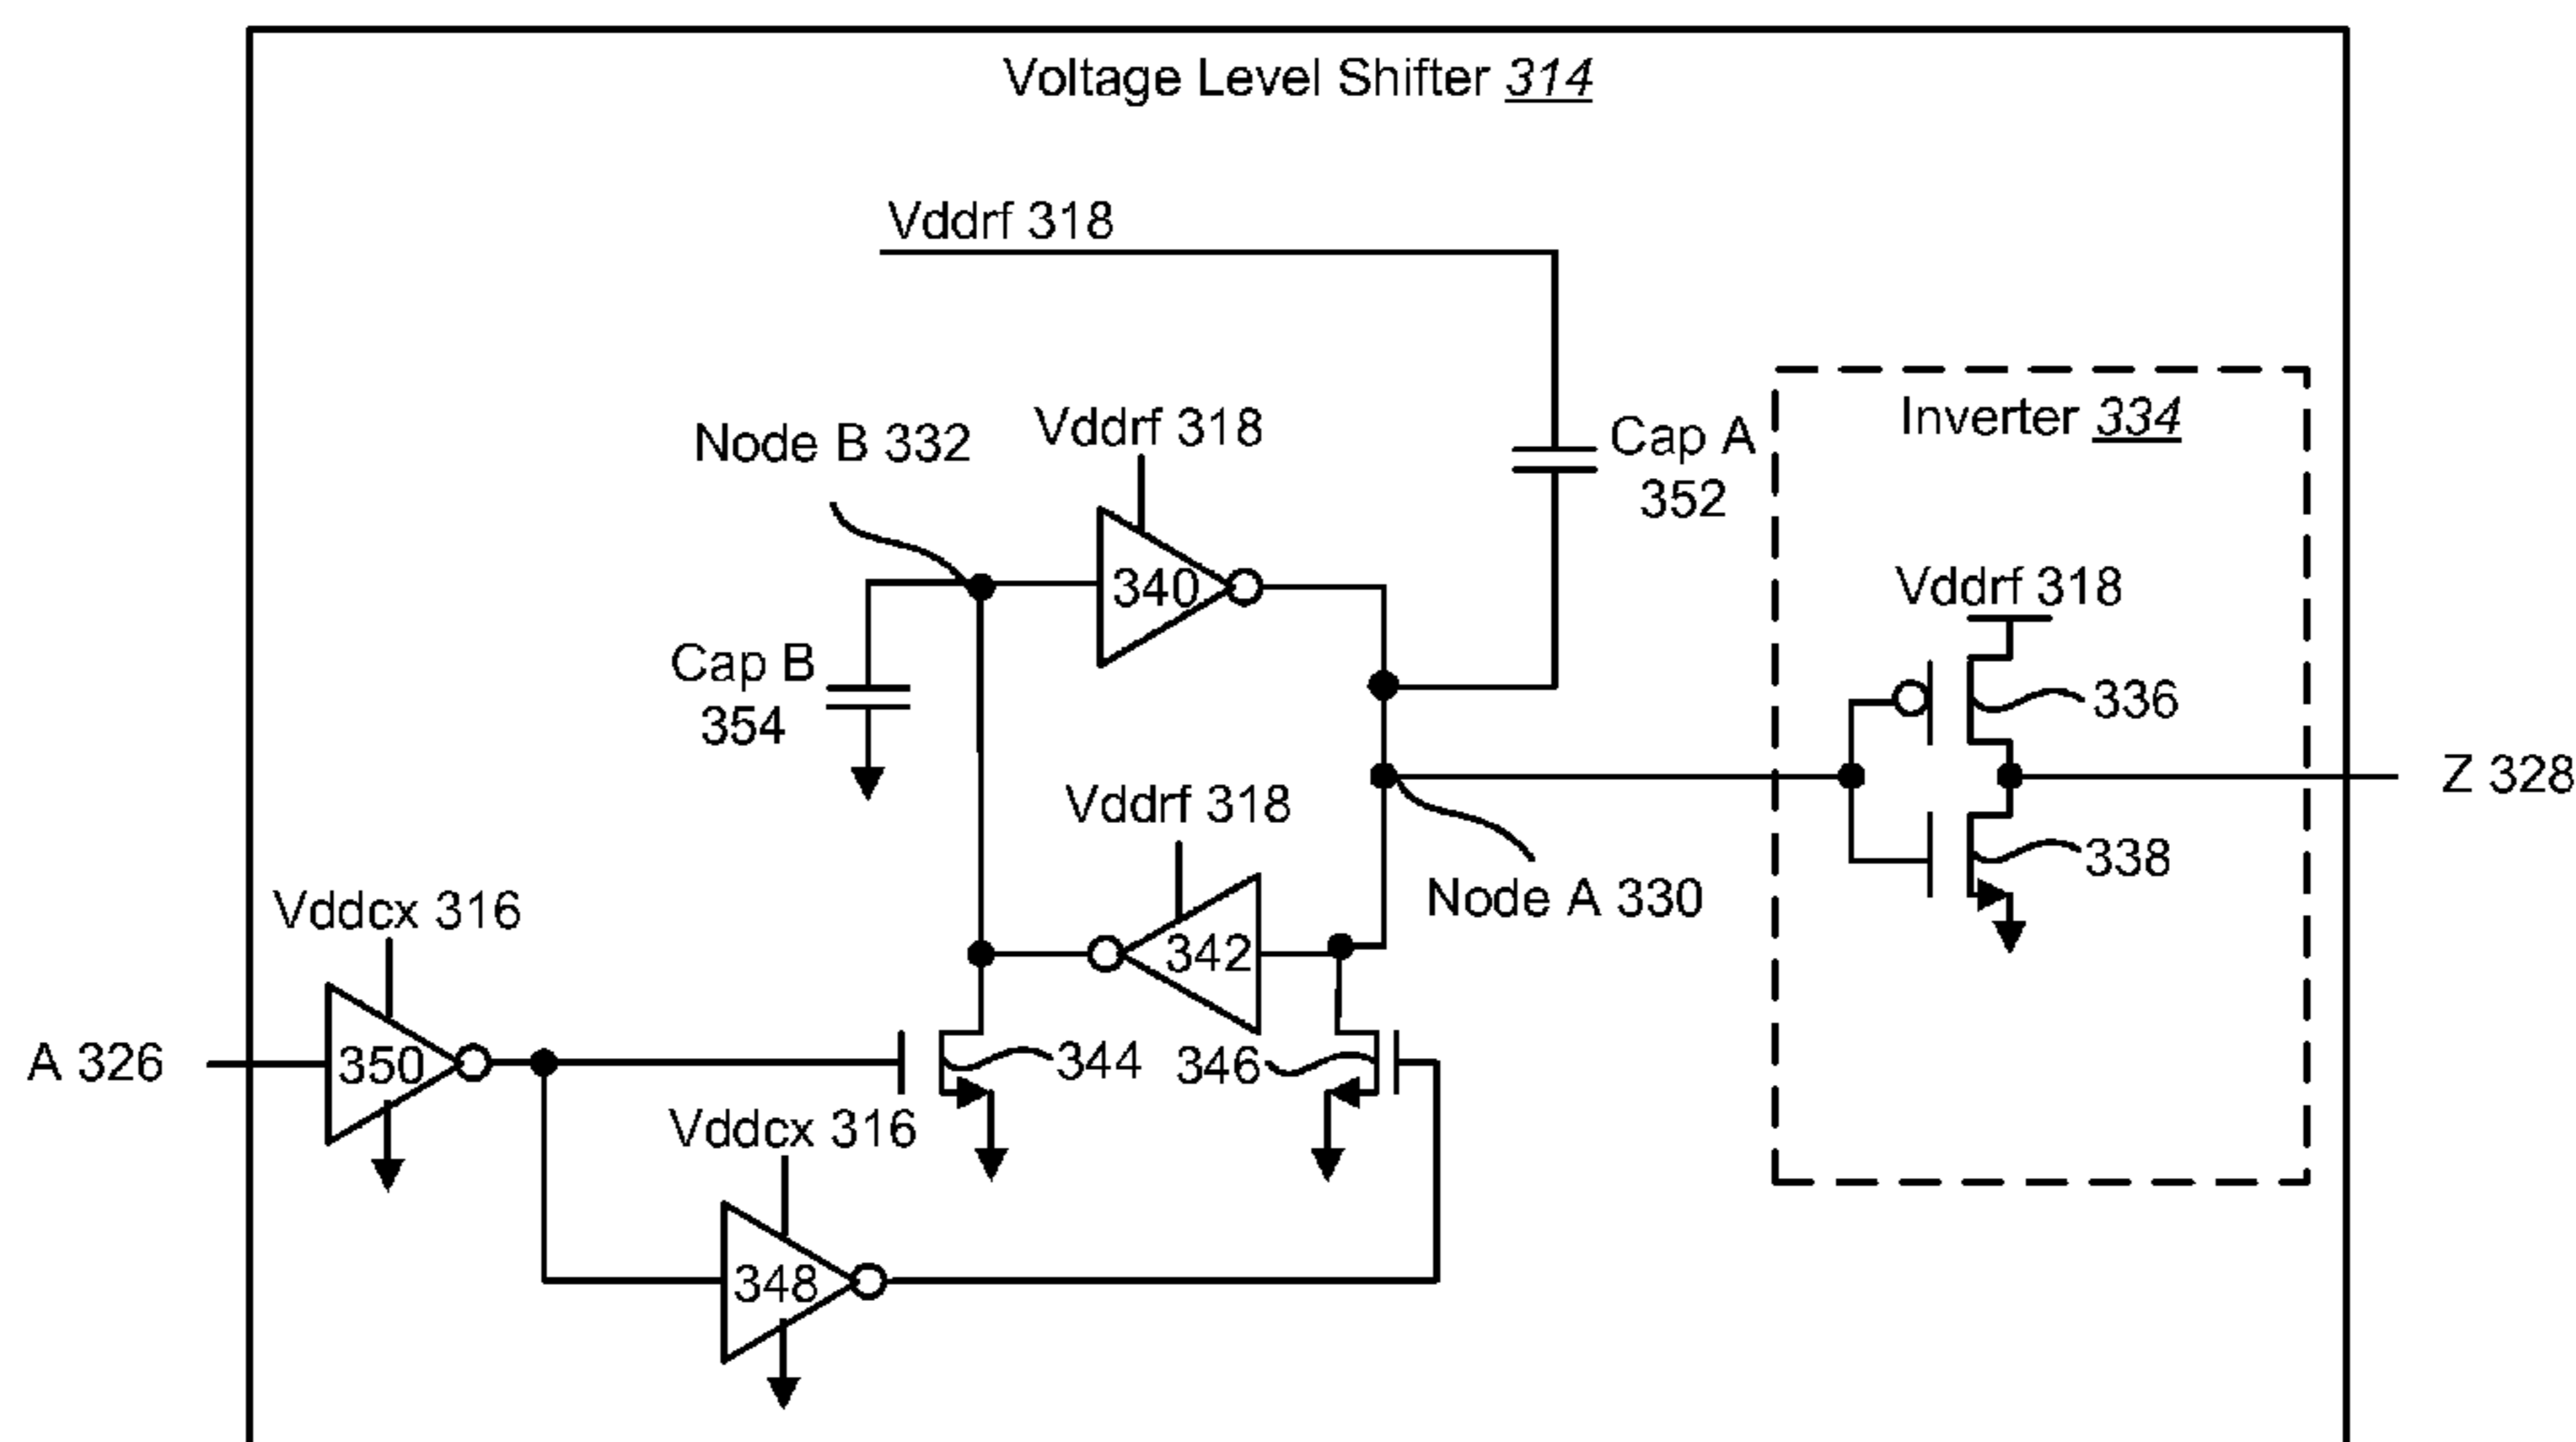 Voltage Level Shifter 314
Vddrf 318
Node B 332
Vddrf 318
Cap A
352
Inverter 334
340
Vddrf 318
Cap B
354
336
Z 328
Vddrf 318
338
Node A 330
Vddcx 316
342
A 326
350
344
346
Vddcx 316
348